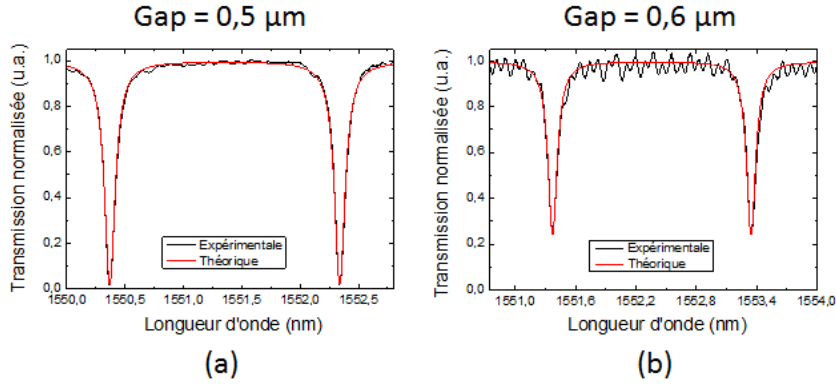 Gap = 0,5 µm
Transmission normalisée (u.a.)
1,0
0,8
0,6
0,4
0,2
0,0
Expérimentale
Théorique
1550,0 1550,5 1551,0 1551,5 1552,0 1552,5
Longueur d'onde (nm)
(a)
Gap = 0,6 µm
Transmission normalisée (u.a.)
1,0
0,8
0,6
0,4
0,2
0,0
Expérimentale
Théorique
1551,0 1551,6 1552,2 1552,8 1553,4 1554,0
Longueur d'onde (nm)
(b)